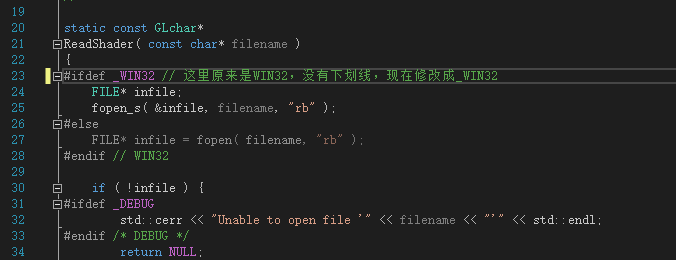 19
20 static const GLchar*
21 ReadShader( const char* filename )
22 {
23 #ifdef _WIN32 // 这里原来是WIN32，没有下划线，现在修改成_WIN32
24 FILE* infile;
25 fopen_s( &infile, filename, "rb" );
26 #else
27 FILE* infile = fopen( filename, "rb" );
28 #endif // WIN32
29
30 if ( !infile ) {
31 #ifdef _DEBUG
32 std::cerr << "Unable to open file '" << filename << "'" << std::endl;
33 #endif /* DEBUG */
34 return NULL;